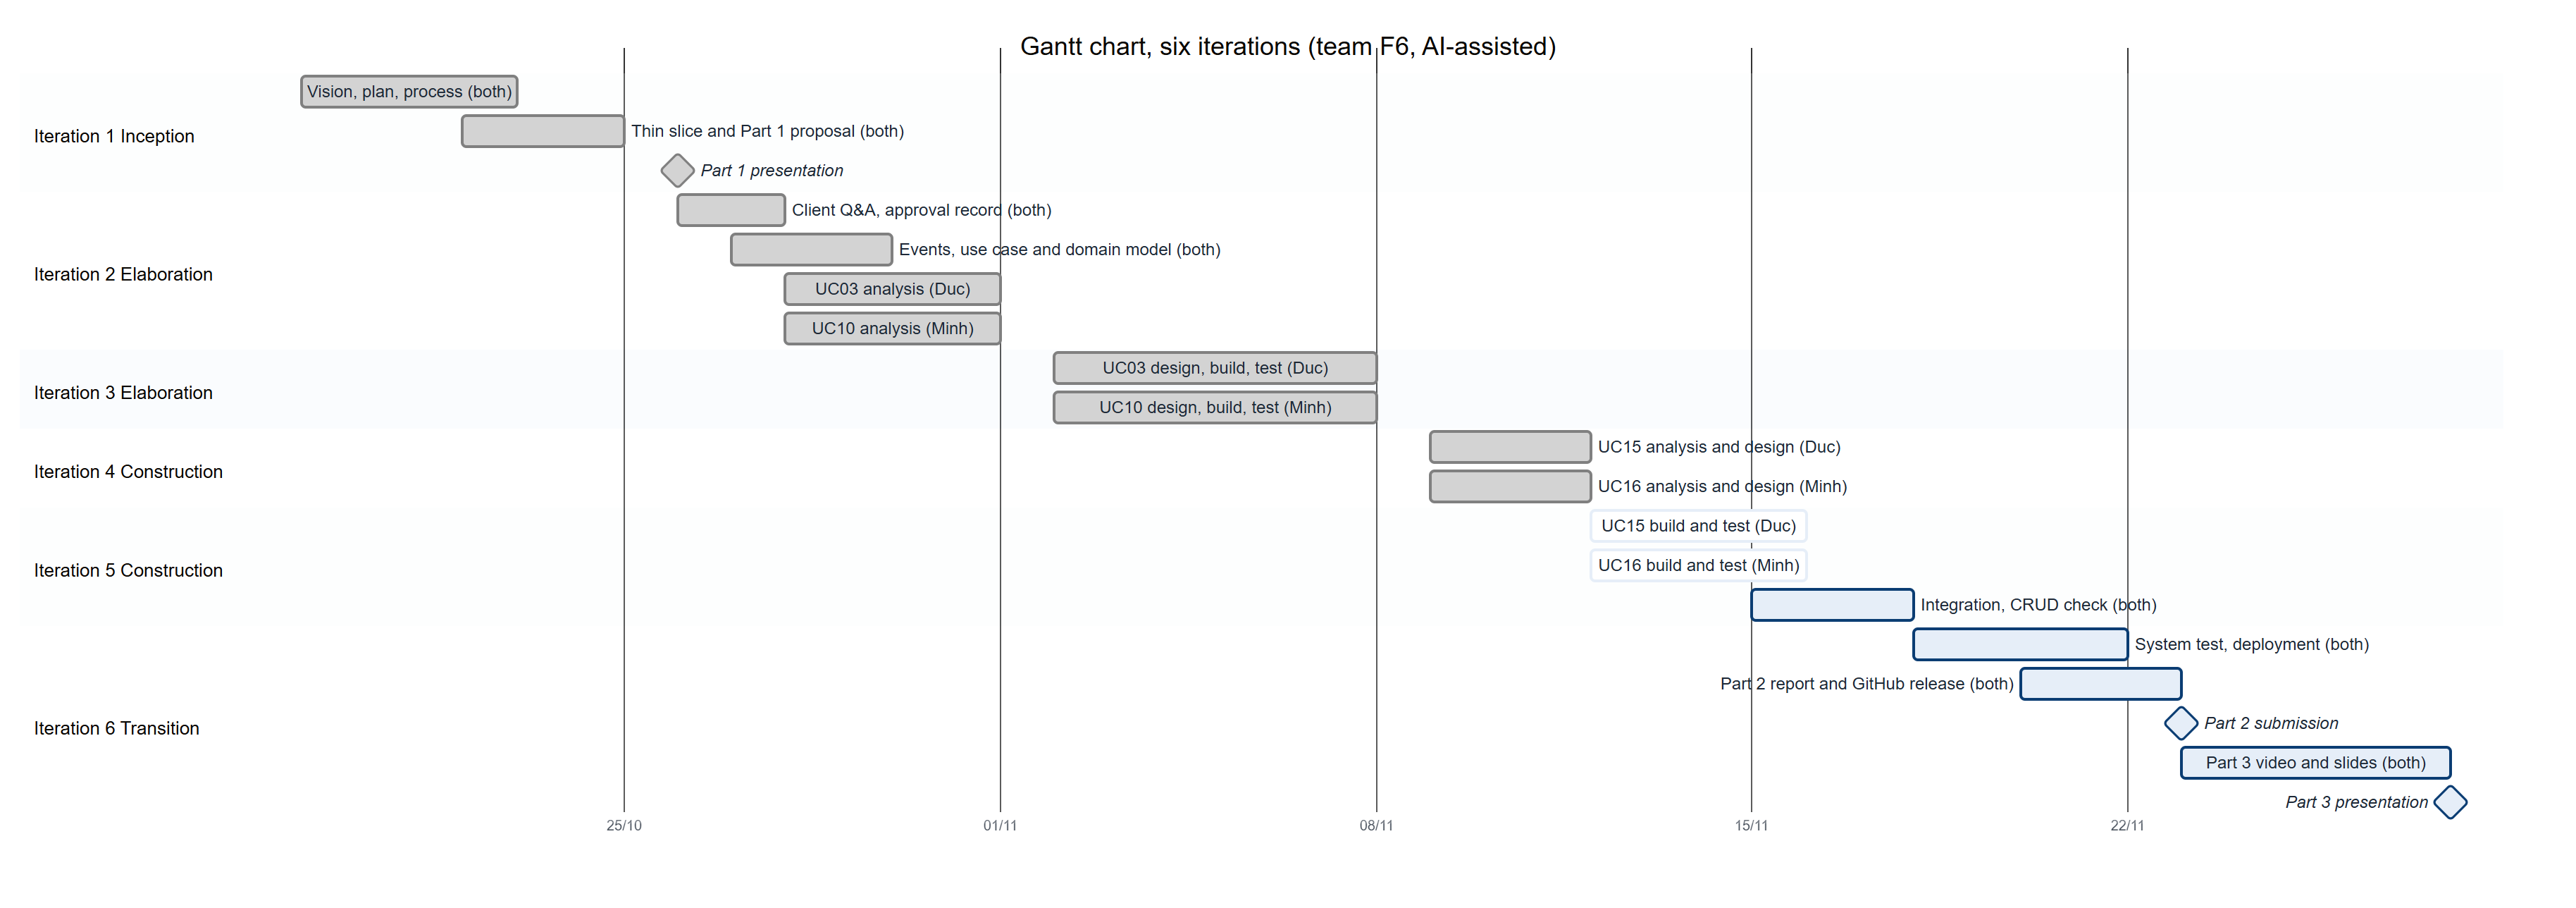 Gantt chart, six iterations (team F6, AI-assisted)
Iteration 1 Inception
Vision, plan, process (both)
Thin slice and Part 1 proposal (both)
Part 1 presentation
Iteration 2 Elaboration
Client Q&A, approval record (both)
Events, use case and domain model (both)
UC03 analysis (Duc)
UC10 analysis (Minh)
Iteration 3 Elaboration
UC03 design, build, test (Duc)
UC10 design, build, test (Minh)
Iteration 4 Construction
UC15 analysis and design (Duc)
UC16 analysis and design (Minh)
Iteration 5 Construction
UC15 build and test (Duc)
UC16 build and test (Minh)
Integration, CRUD check (both)
Iteration 6 Transition
System test, deployment (both)
Part 2 report and GitHub release (both)
Part 2 submission
Part 3 video and slides (both)
Part 3 presentation
25/10
01/11
08/11
15/11
22/11